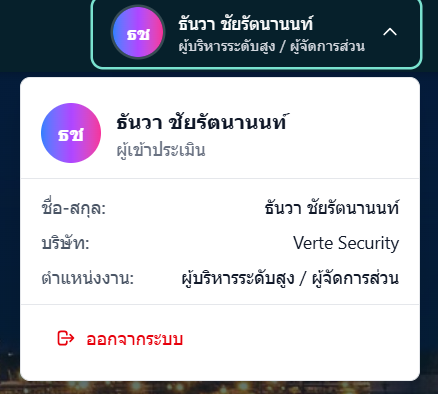 ธช
ธันวา ชัยรัตนานนท์
ผู้บริหารระดับสูง / ผู้จัดการส่วน
ธช
ธันวา ชัยรัตนานนท์
ผู้เข้าประเมิน
ชื่อ-สกุล: ธันวา ชัยรัตนานนท์
บริษัท: Verte Security
ตำแหน่งงาน: ผู้บริหารระดับสูง / ผู้จัดการส่วน
ออกจากระบบ